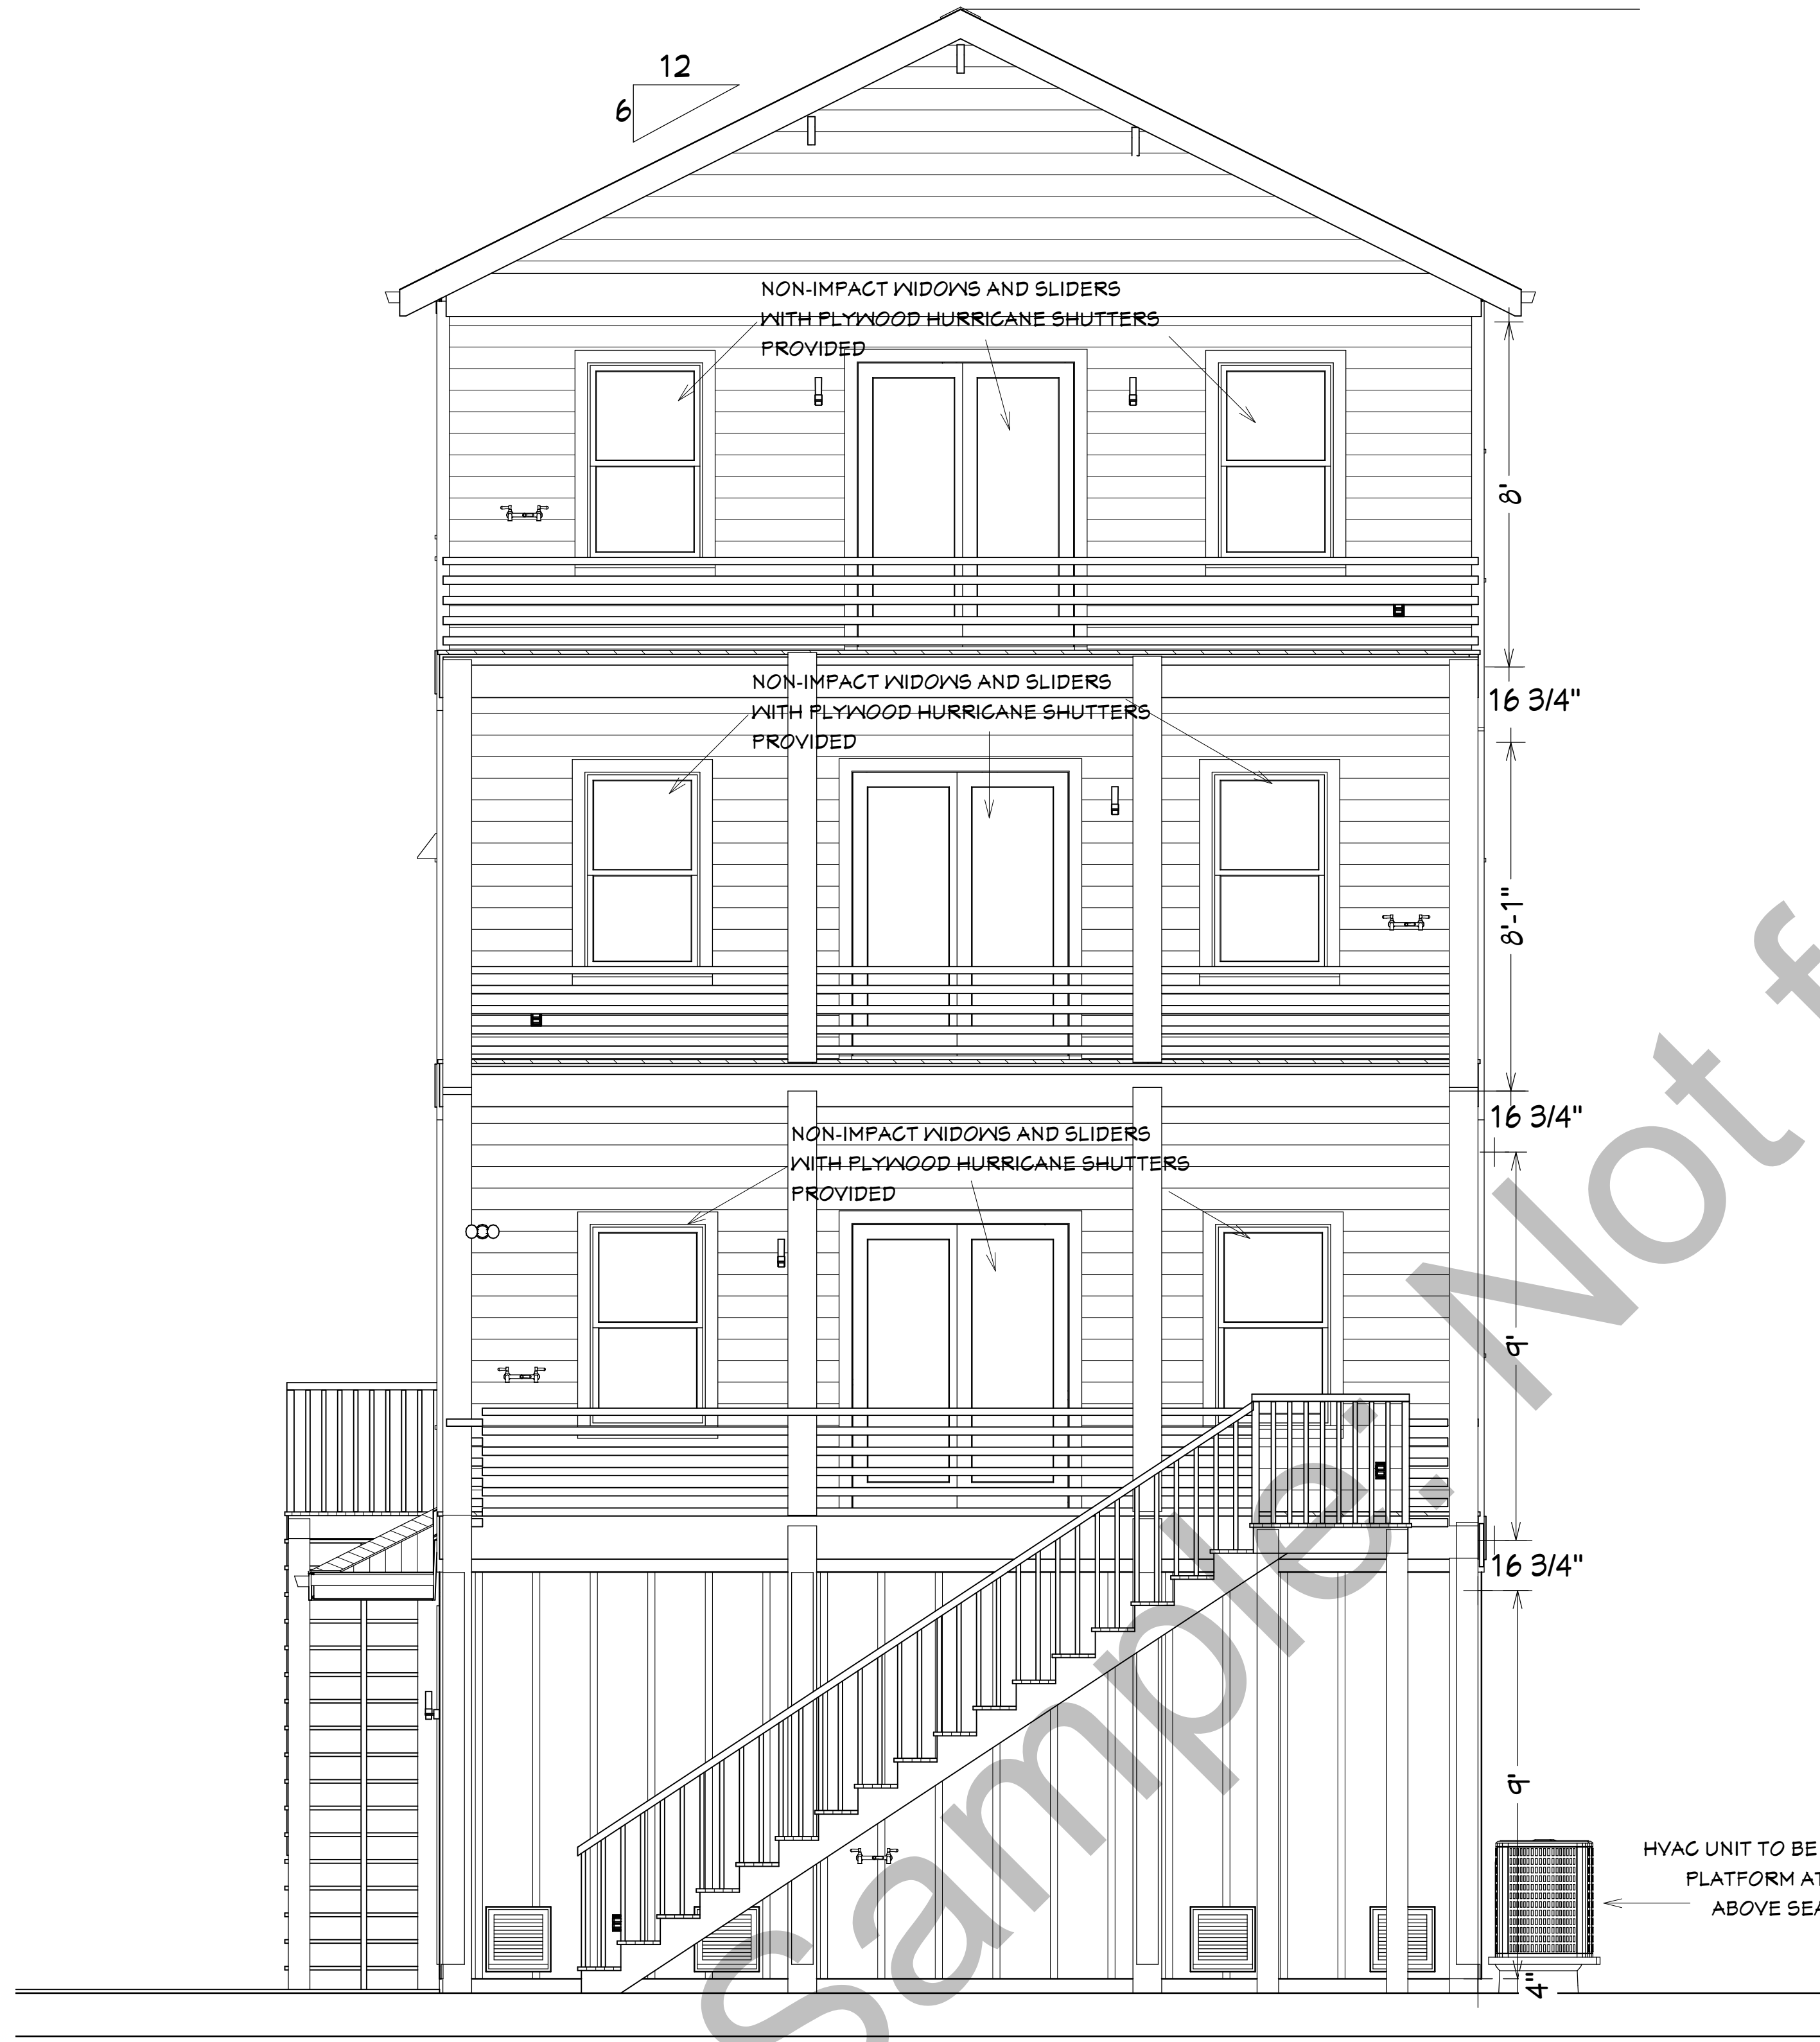 12
6
NON-IMPACT WIDOWS AND SLIDERS
WITH PLYWOOD HURRICANE SHUTTERS
PROVIDED
8'
16 3/4"
NON-IMPACT WIDOWS AND SLIDERS
WITH PLYWOOD HURRICANE SHUTTERS
PROVIDED
8'-1"
16 3/4"
NON-IMPACT WIDOWS AND SLIDERS
WITH PLYWOOD HURRICANE SHUTTERS
PROVIDED
9'
16 3/4"
9'
HVAC UNIT TO BE
PLATFORM AT
ABOVE SEA
4"
Sample: Not f